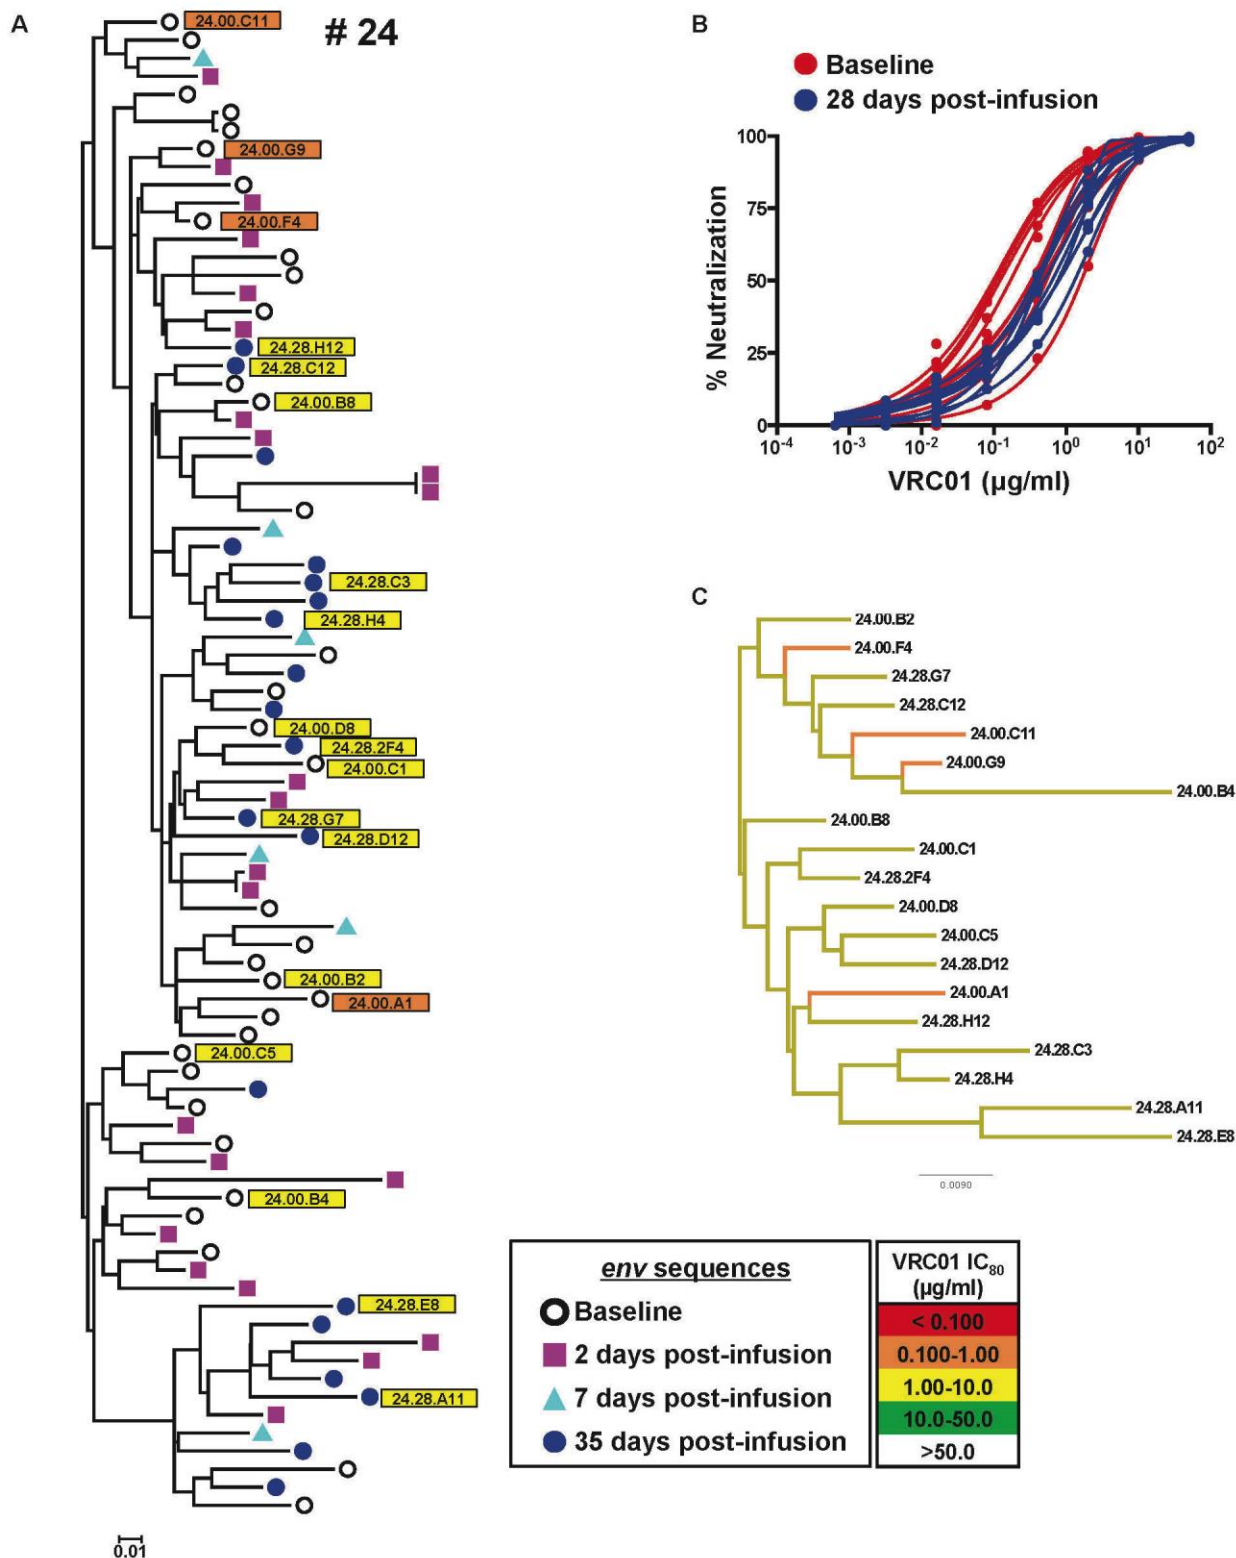 A
# 24
24.00.C11
24.00.G9
24.00.F4
24.28.H12
24.28.C12
24.00.B8
24.28.C3
24.28.H4
24.00.D8
24.28.2F4
24.00.C1
24.28.G7
24.28.D12
24.00.B2
24.00.A1
24.00.C5
24.00.B4
24.28.E8
24.28.A11
0.01
B
Baseline
28 days post-infusion
% Neutralization
100
75
50
25
0
10-4
10-3
10-2
10-1
100
101
102
VRC01 (µg/ml)
C
24.00.B2
24.00.F4
24.28.G7
24.28.C12
24.00.C11
24.00.G9
24.00.B4
24.00.B8
24.00.C1
24.28.2F4
24.00.D8
24.00.C5
24.28.D12
24.00.A1
24.28.H12
24.28.C3
24.28.H4
24.28.A11
24.28.E8
0.0090
env sequences
Baseline
2 days post-infusion
7 days post-infusion
35 days post-infusion
VRC01 IC80
(µg/ml)
< 0.100
0.100-1.00
1.00-10.0
10.0-50.0
>50.0